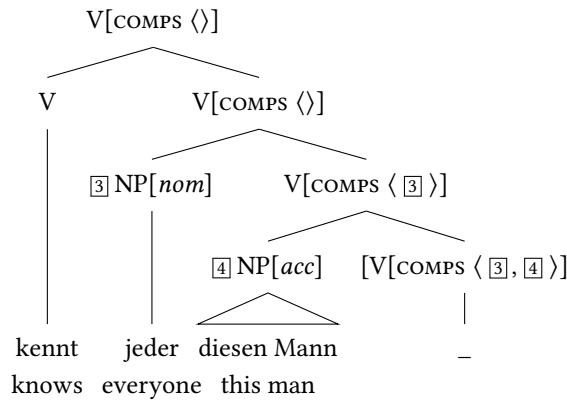 V[COMPS ⟨⟩]
V V[COMPS ⟨⟩]
3 NP[nom] V[COMPS ⟨ 3 ⟩]
4 NP[acc] [V[COMPS ⟨ 3 , 4 ⟩]
kennt jeder diesen Mann _
knows everyone this man